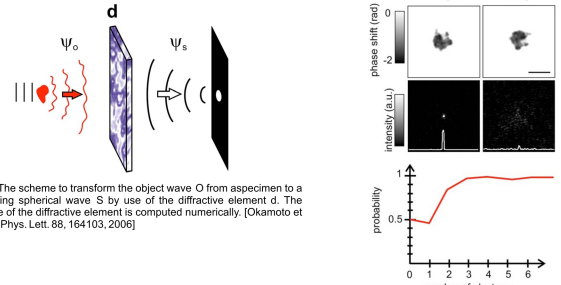 d
Ψo
Ψs
The scheme to transform the object wave O from aspecimen to a
ing spherical wave S by use of the diffractive element d. The
e of the diffractive element is computed numerically. [Okamoto et
Phys. Lett. 88, 164103, 2006]
phase shift (rad)
0
-2
intensity (a.u.)
probability
1
0.5
0 1 2 3 4 5 6